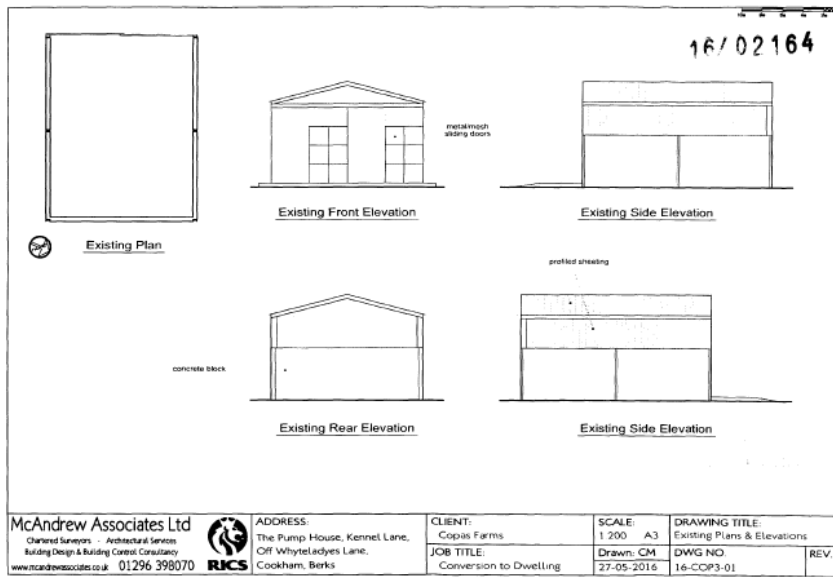 16/02164
metal/mesh
sliding doors
Existing Front Elevation
Existing Side Elevation
Existing Plan
profiled sheeting
concrete block
Existing Rear Elevation
Existing Side Elevation
McAndrew Associates Ltd
Chartered Surveyors - Architectural Services
Building Design & Building Control Consultancy
www.mcandrewassociates.co.uk 01296 398070
RICS
ADDRESS:
The Pump House, Kennel Lane,
Off Whyteladyes Lane,
Cookham, Berks
CLIENT:
Copas Farms
JOB TITLE:
Conversion to Dwelling
SCALE:
1 200 A3
Drawn: CM
27-05-2016
DRAWING TITLE:
Existing Plans & Elevations
DWG NO.
16-COP3-01
REV.